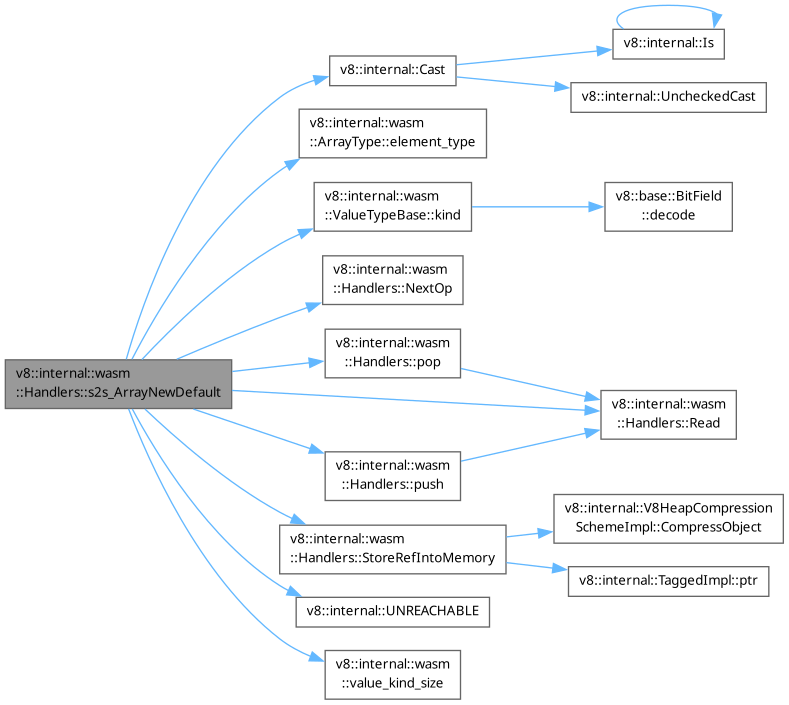 v8::internal::Is
v8::internal::Cast
v8::internal::UncheckedCast
v8::internal::wasm
::ArrayType::element_type
v8::internal::wasm
::ValueTypeBase::kind
v8::base::BitField
::decode
v8::internal::wasm
::Handlers::NextOp
v8::internal::wasm
::Handlers::pop
v8::internal::wasm
::Handlers::s2s_ArrayNewDefault
v8::internal::wasm
::Handlers::Read
v8::internal::wasm
::Handlers::push
v8::internal::V8HeapCompression
SchemeImpl::CompressObject
v8::internal::wasm
::Handlers::StoreRefIntoMemory
v8::internal::TaggedImpl::ptr
v8::internal::UNREACHABLE
v8::internal::wasm
::value_kind_size